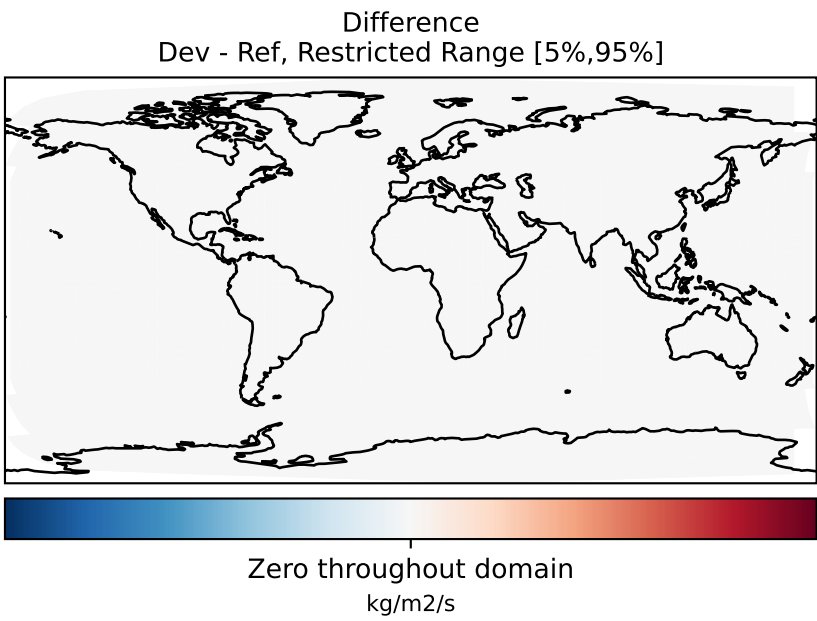 Difference
Dev - Ref, Restricted Range [5%,95%]
Zero throughout domain
kg/m2/s